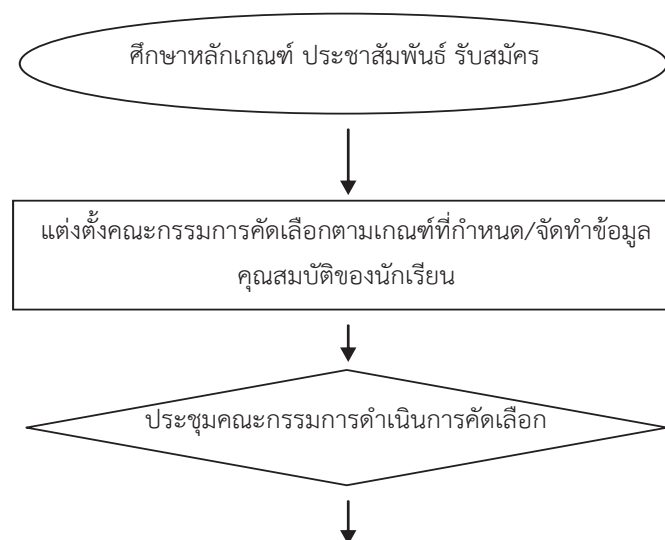 ศึกษาหลักเกณฑ์ ประชาสัมพันธ์ รับสมัคร
แต่งตั้งคณะกรรมการคัดเลือกตามเกณฑ์ที่กำหนด/จัดทำข้อมูล
คุณสมบัติของนักเรียน
ประชุมคณะกรรมการดำเนินการคัดเลือก